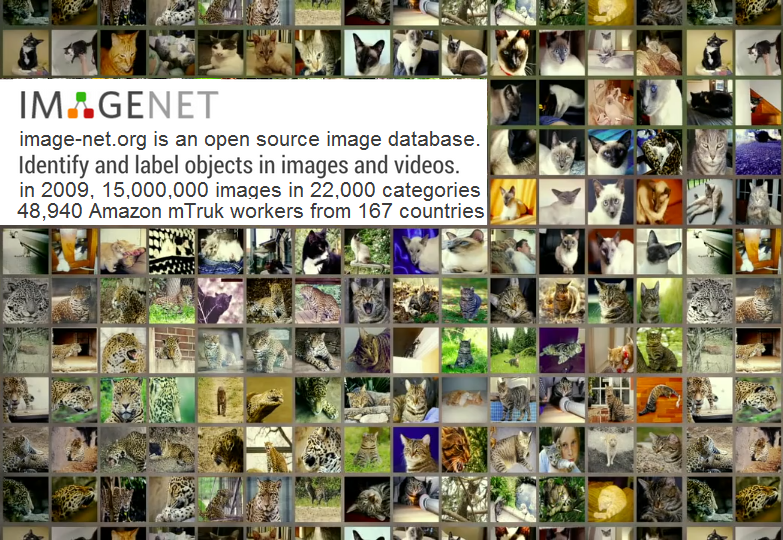 IMAGENET
image-net.org is an open source image database.
Identify and label objects in images and videos.
in 2009, 15,000,000 images in 22,000 categories
48,940 Amazon mTruk workers from 167 countries